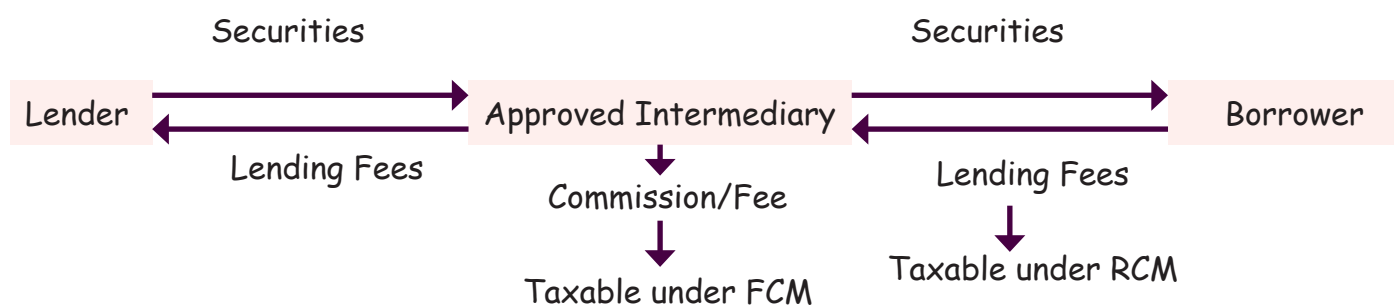 Securities
Securities
Lender
Approved Intermediary
Borrower
Lending Fees
Lending Fees
Commission/Fee
Taxable under RCM
Taxable under FCM